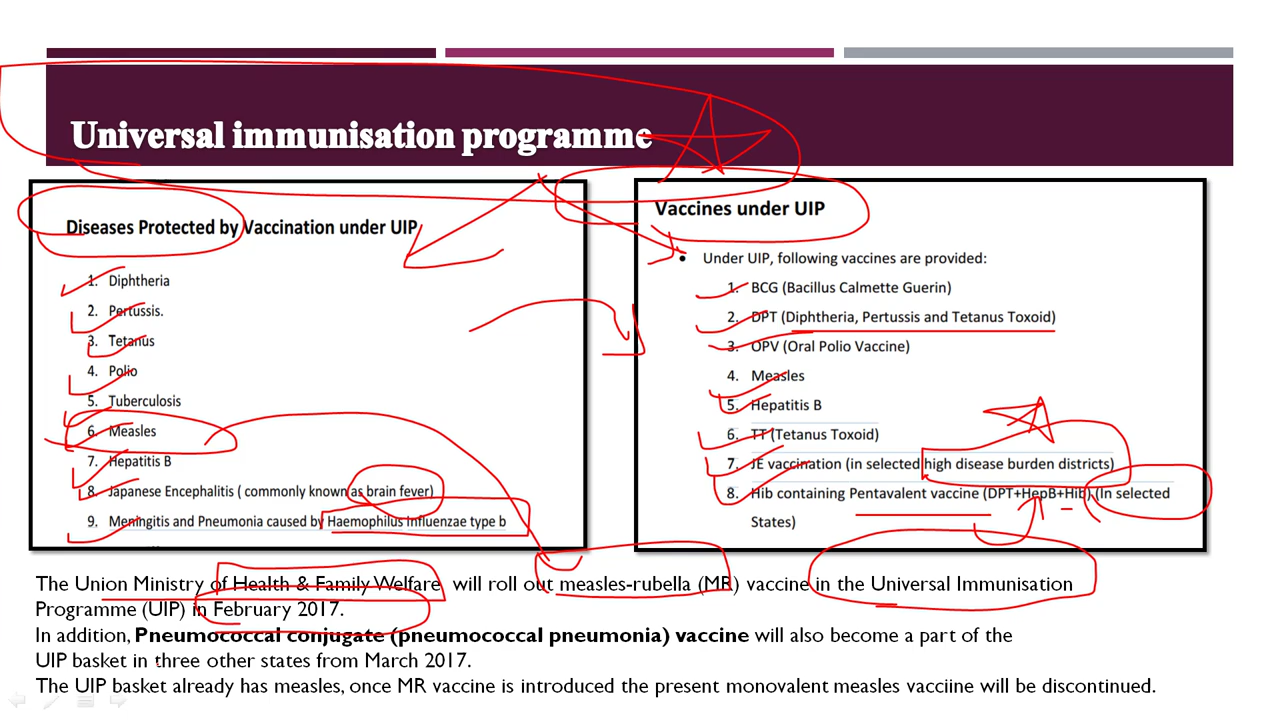 Universal immunisation programme
Diseases Protected by Vaccination under UIP
1. Diphtheria
2. Pertussis.
3. Tetanus
4. Polio
5. Tuberculosis
6. Measles
7. Hepatitis B
8. Japanese Encephalitis ( commonly known as brain fever)
9. Meningitis and Pneumonia caused by Haemophilus Influenzae type b
Vaccines under UIP
• Under UIP, following vaccines are provided:
1. BCG (Bacillus Calmette Guerin)
2. DPT (Diphtheria, Pertussis and Tetanus Toxoid)
3. OPV (Oral Polio Vaccine)
4. Measles
5. Hepatitis B
6. TT (Tetanus Toxoid)
7. JE vaccination (in selected high disease burden districts)
8. Hib containing Pentavalent vaccine (DPT+HepB+Hib) (In selected
States)
The Union Ministry of Health & Family Welfare will roll out measles-rubella (MR) vaccine in the Universal Immunisation
Programme (UIP) in February 2017.
In addition, Pneumococcal conjugate (pneumococcal pneumonia) vaccine will also become a part of the
UIP basket in three other states from March 2017.
The UIP basket already has measles, once MR vaccine is introduced the present monovalent measles vacciine will be discontinued.